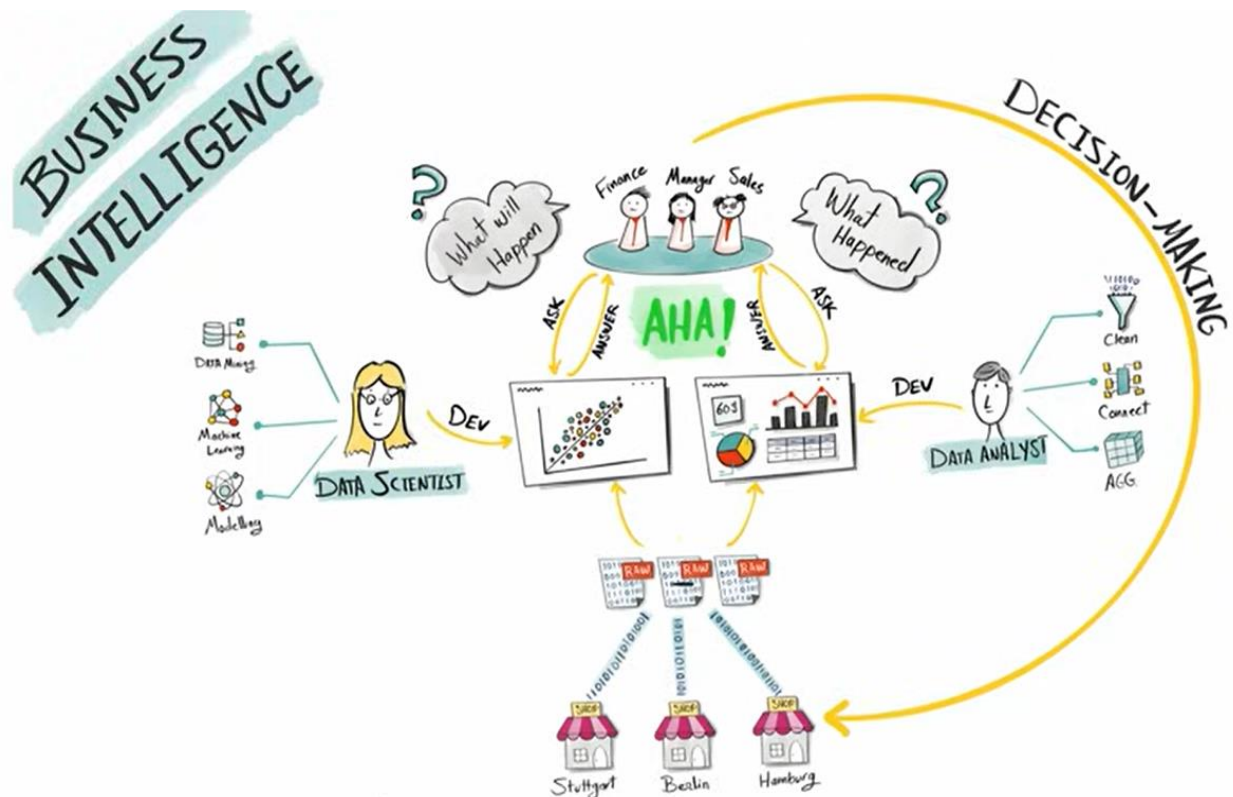 BUSINESS
INTELLIGENCE
DECISION-MAKING
Finance
Manager
Sales
?
What will
Happen
What
Happened
?
ASK
ANSWER
AHA!
ANSWER
ASK
DATA Mining
Machine
Learning
Modelling
DATA SCIENTIST
DEV
DEV
DATA ANALYST
Clean
Connect
AGG.
RAW
RAW
RAW
SHOP
SHOP
SHOP
Stuttgart
Berlin
Hamburg